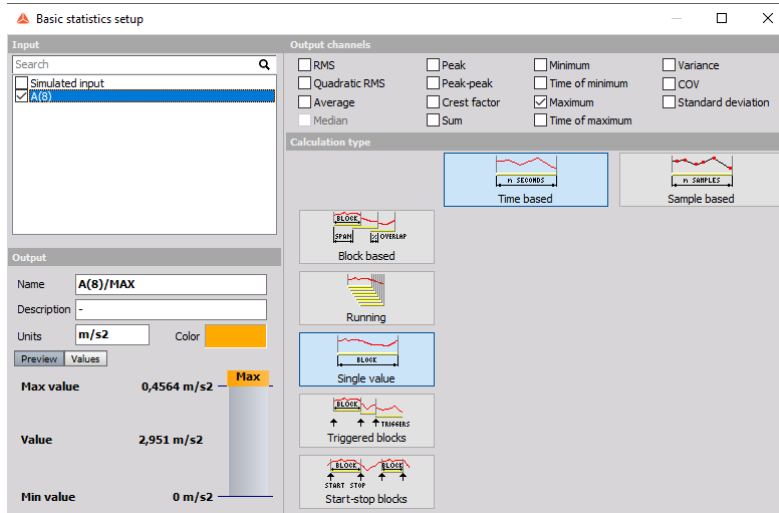 Basic statistics setup
Input
Search
Simulated input
A(8)
Output channels
RMS
Quadratic RMS
Average
Median
Peak
Peak-peak
Crest factor
Sum
Minimum
Time of minimum
Maximum
Time of maximum
Variance
COV
Standard deviation
Calculation type
n SECONDS
Time based
n SAMPLES
Sample based
BLOCK
SPAN % OVERLAP
Block based
Running
BLOCK
Single value
BLOCK
TRIGGERS
Triggered blocks
BLOCK BLOCK
START STOP
Start-stop blocks
Output
Name A(8)/MAX
Description -
Units m/s2 Color
Preview Values
Max value 0,4564 m/s2 Max
Value 2,951 m/s2
Min value 0 m/s2